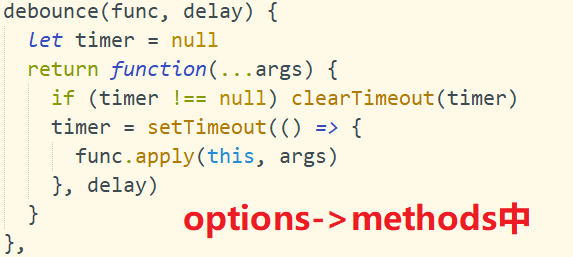 debounce(func, delay) {
let timer = null
return function(...args) {
if (timer !== null) clearTimeout(timer)
timer = setTimeout(() => {
func.apply(this, args)
}, delay)
}
options->methods中
},